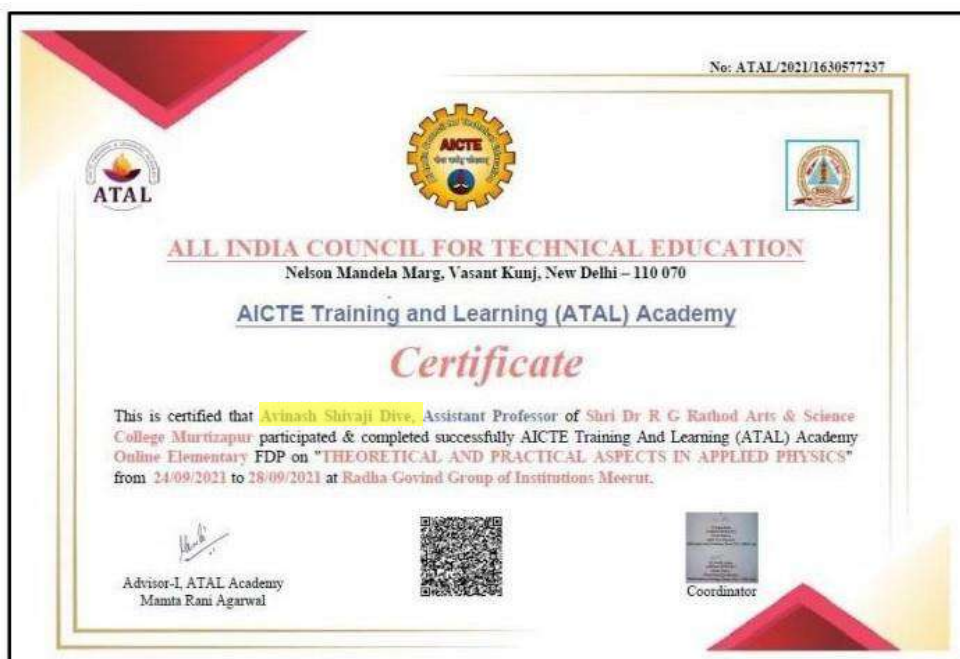 No: ATAL/2021/1630577237
AICTE
ATAL
ALL INDIA COUNCIL FOR TECHNICAL EDUCATION
Nelson Mandela Marg, Vasant Kunj, New Delhi – 110 070
AICTE Training and Learning (ATAL) Academy
Certificate
This is certified that Avinash Shivaji Dive, Assistant Professor of Shri Dr R G Rathod Arts & Science
College Murtizapur participated & completed successfully AICTE Training And Learning (ATAL) Academy
Online Elementary FDP on "THEORETICAL AND PRACTICAL ASPECTS IN APPLIED PHYSICS"
from 24/09/2021 to 28/09/2021 at Radha Govind Group of Institutions Meerut.
Advisor-I, ATAL Academy
Mamta Rani Agarwal
Coordinator